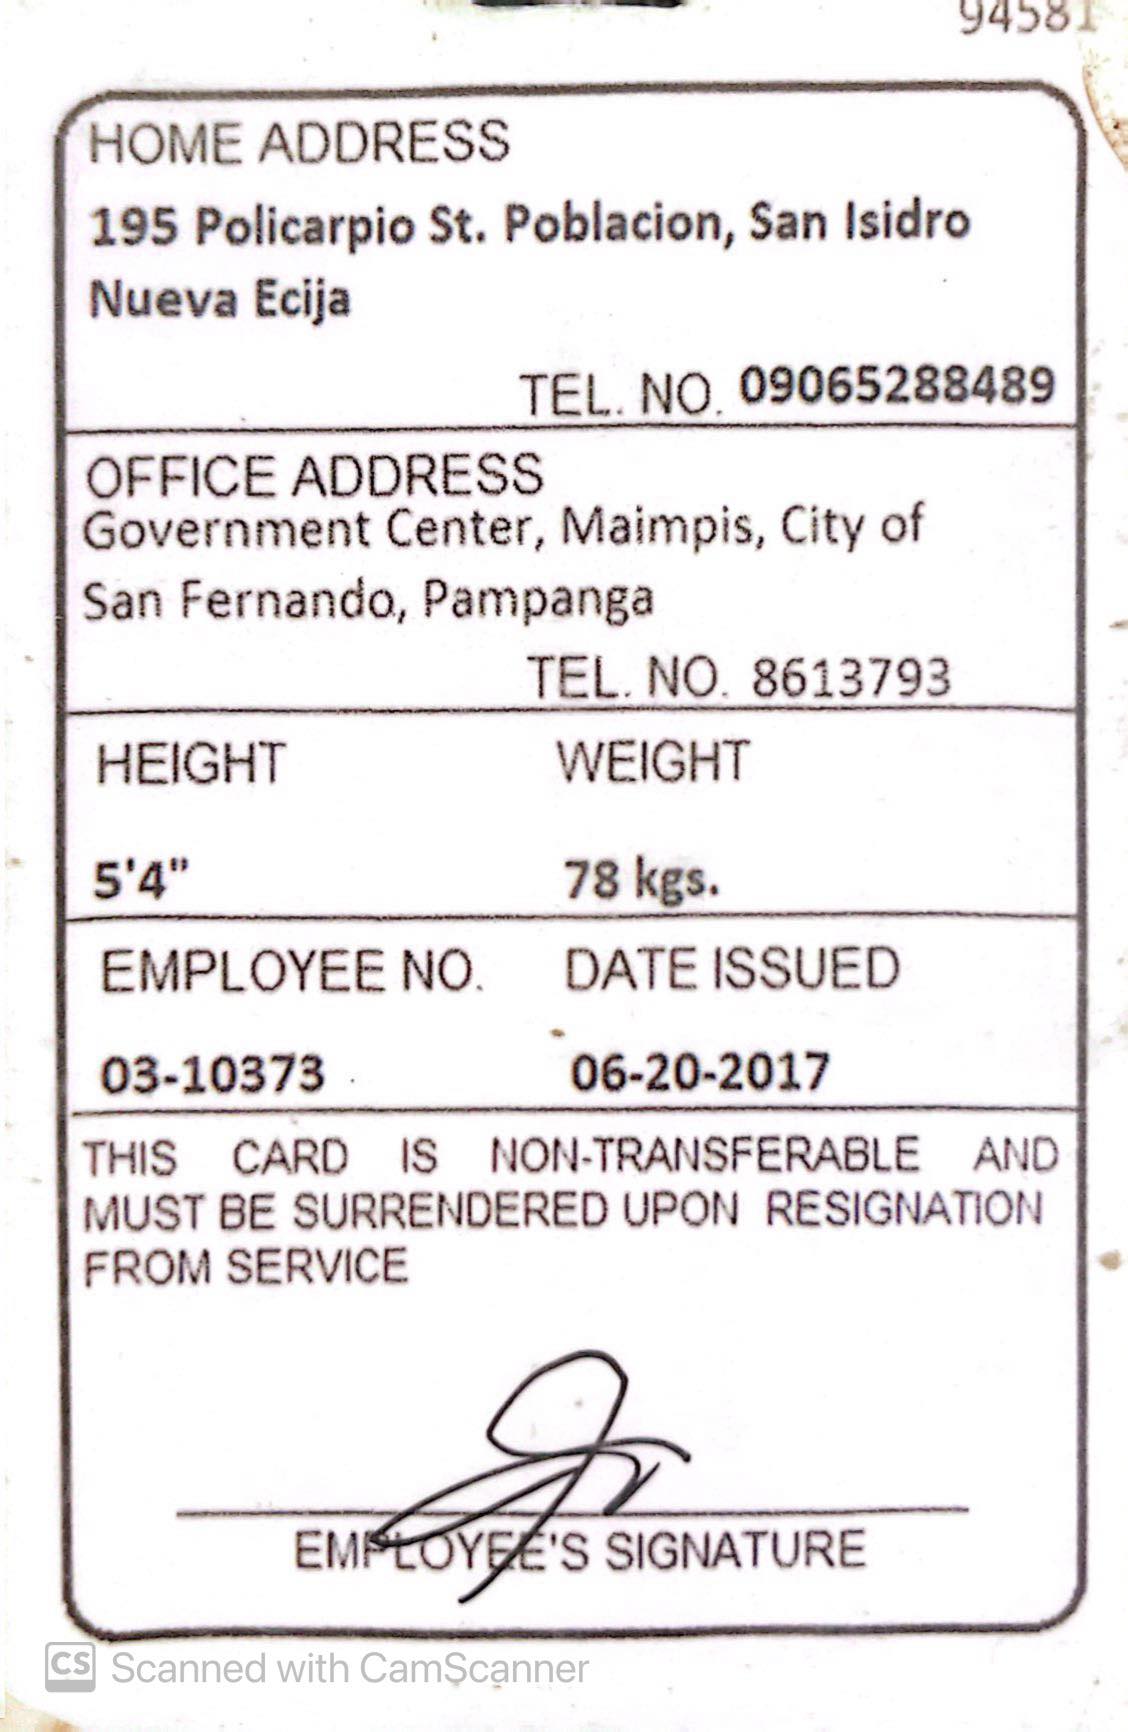 94581
HOME ADDRESS
195 Policarpio St. Poblacion, San Isidro
Nueva Ecija
TEL. NO. 09065288489
OFFICE ADDRESS
Government Center, Maimpis, City of
San Fernando, Pampanga
TEL. NO. 8613793
HEIGHT WEIGHT
5'4" 78 kgs.
EMPLOYEE NO. DATE ISSUED
03-10373 06-20-2017
THIS CARD IS NON-TRANSFERABLE AND
MUST BE SURRENDERED UPON RESIGNATION
FROM SERVICE
EMPLOYEE'S SIGNATURE
CS Scanned with CamScanner